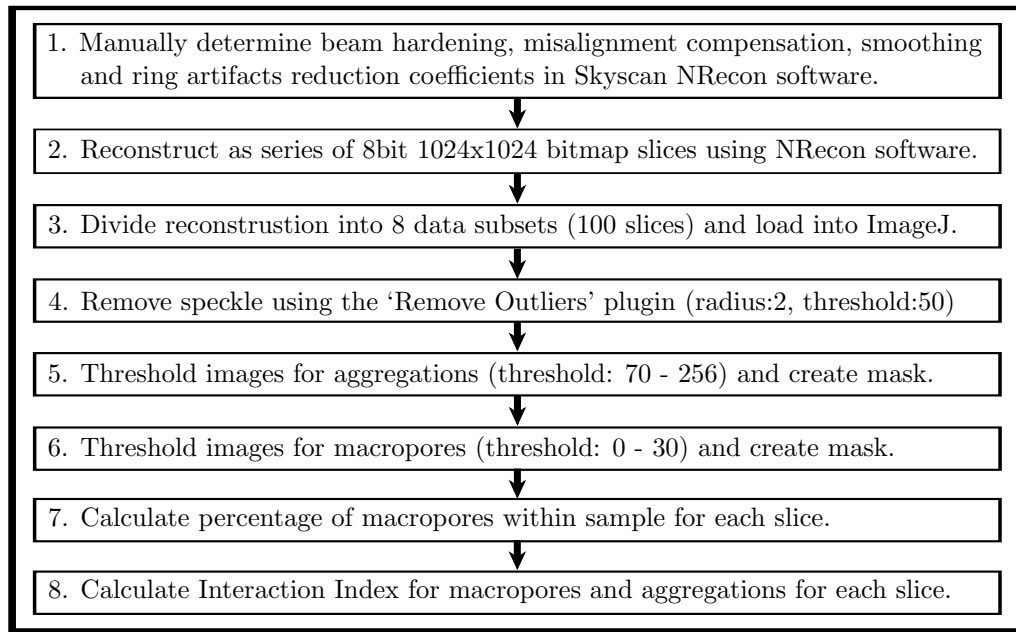 1. Manually determine beam hardening, misalignment compensation, smoothing
and ring artifacts reduction coefficients in Skyscan NRecon software.
2. Reconstruct as series of 8bit 1024x1024 bitmap slices using NRecon software.
3. Divide reconstrustion into 8 data subsets (100 slices) and load into ImageJ.
4. Remove speckle using the ‘Remove Outliers’ plugin (radius:2, threshold:50)
5. Threshold images for aggregations (threshold: 70 - 256) and create mask.
6. Threshold images for macropores (threshold: 0 - 30) and create mask.
7. Calculate percentage of macropores within sample for each slice.
8. Calculate Interaction Index for macropores and aggregations for each slice.